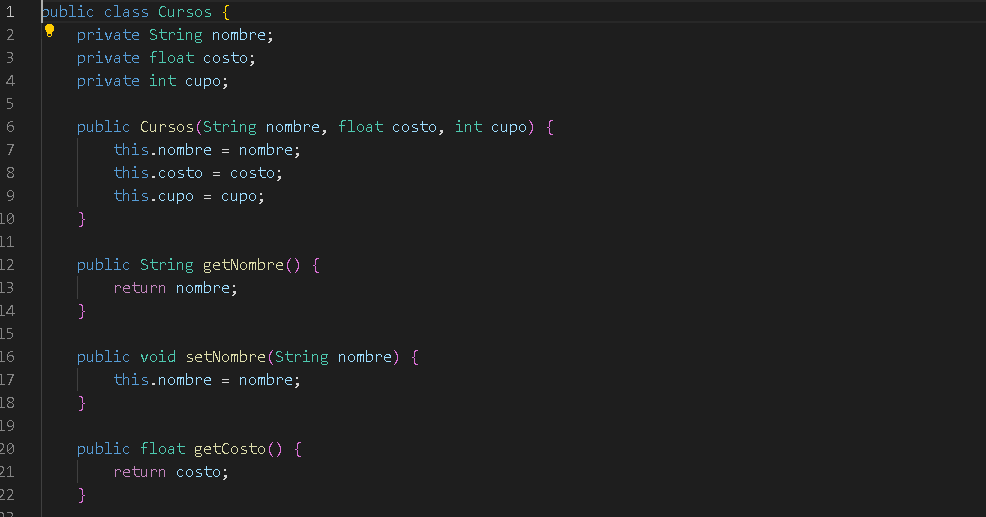 1 public class Cursos {
2 private String nombre;
3 private float costo;
4 private int cupo;
5
6 public Cursos(String nombre, float costo, int cupo) {
7 this.nombre = nombre;
8 this.costo = costo;
9 this.cupo = cupo;
10 }
11
12 public String getNombre() {
13 return nombre;
14 }
15
16 public void setNombre(String nombre) {
17 this.nombre = nombre;
18 }
19
20 public float getCosto() {
21 return costo;
22 }